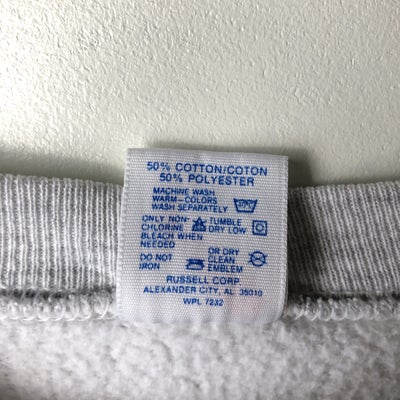 50% COTTON/COTON
50% POLYESTER
MACHINE WASH
WARM-COLORS
WASH SEPARATELY
ONLY NON-
CHLORINE
BLEACH WHEN
NEEDED
TUMBLE
DRY LOW
DO NOT
IRON
OR DRY
CLEAN
EMBLEM
RUSSELL CORP.
ALEXANDER CITY, AL 35010
WPL 7232